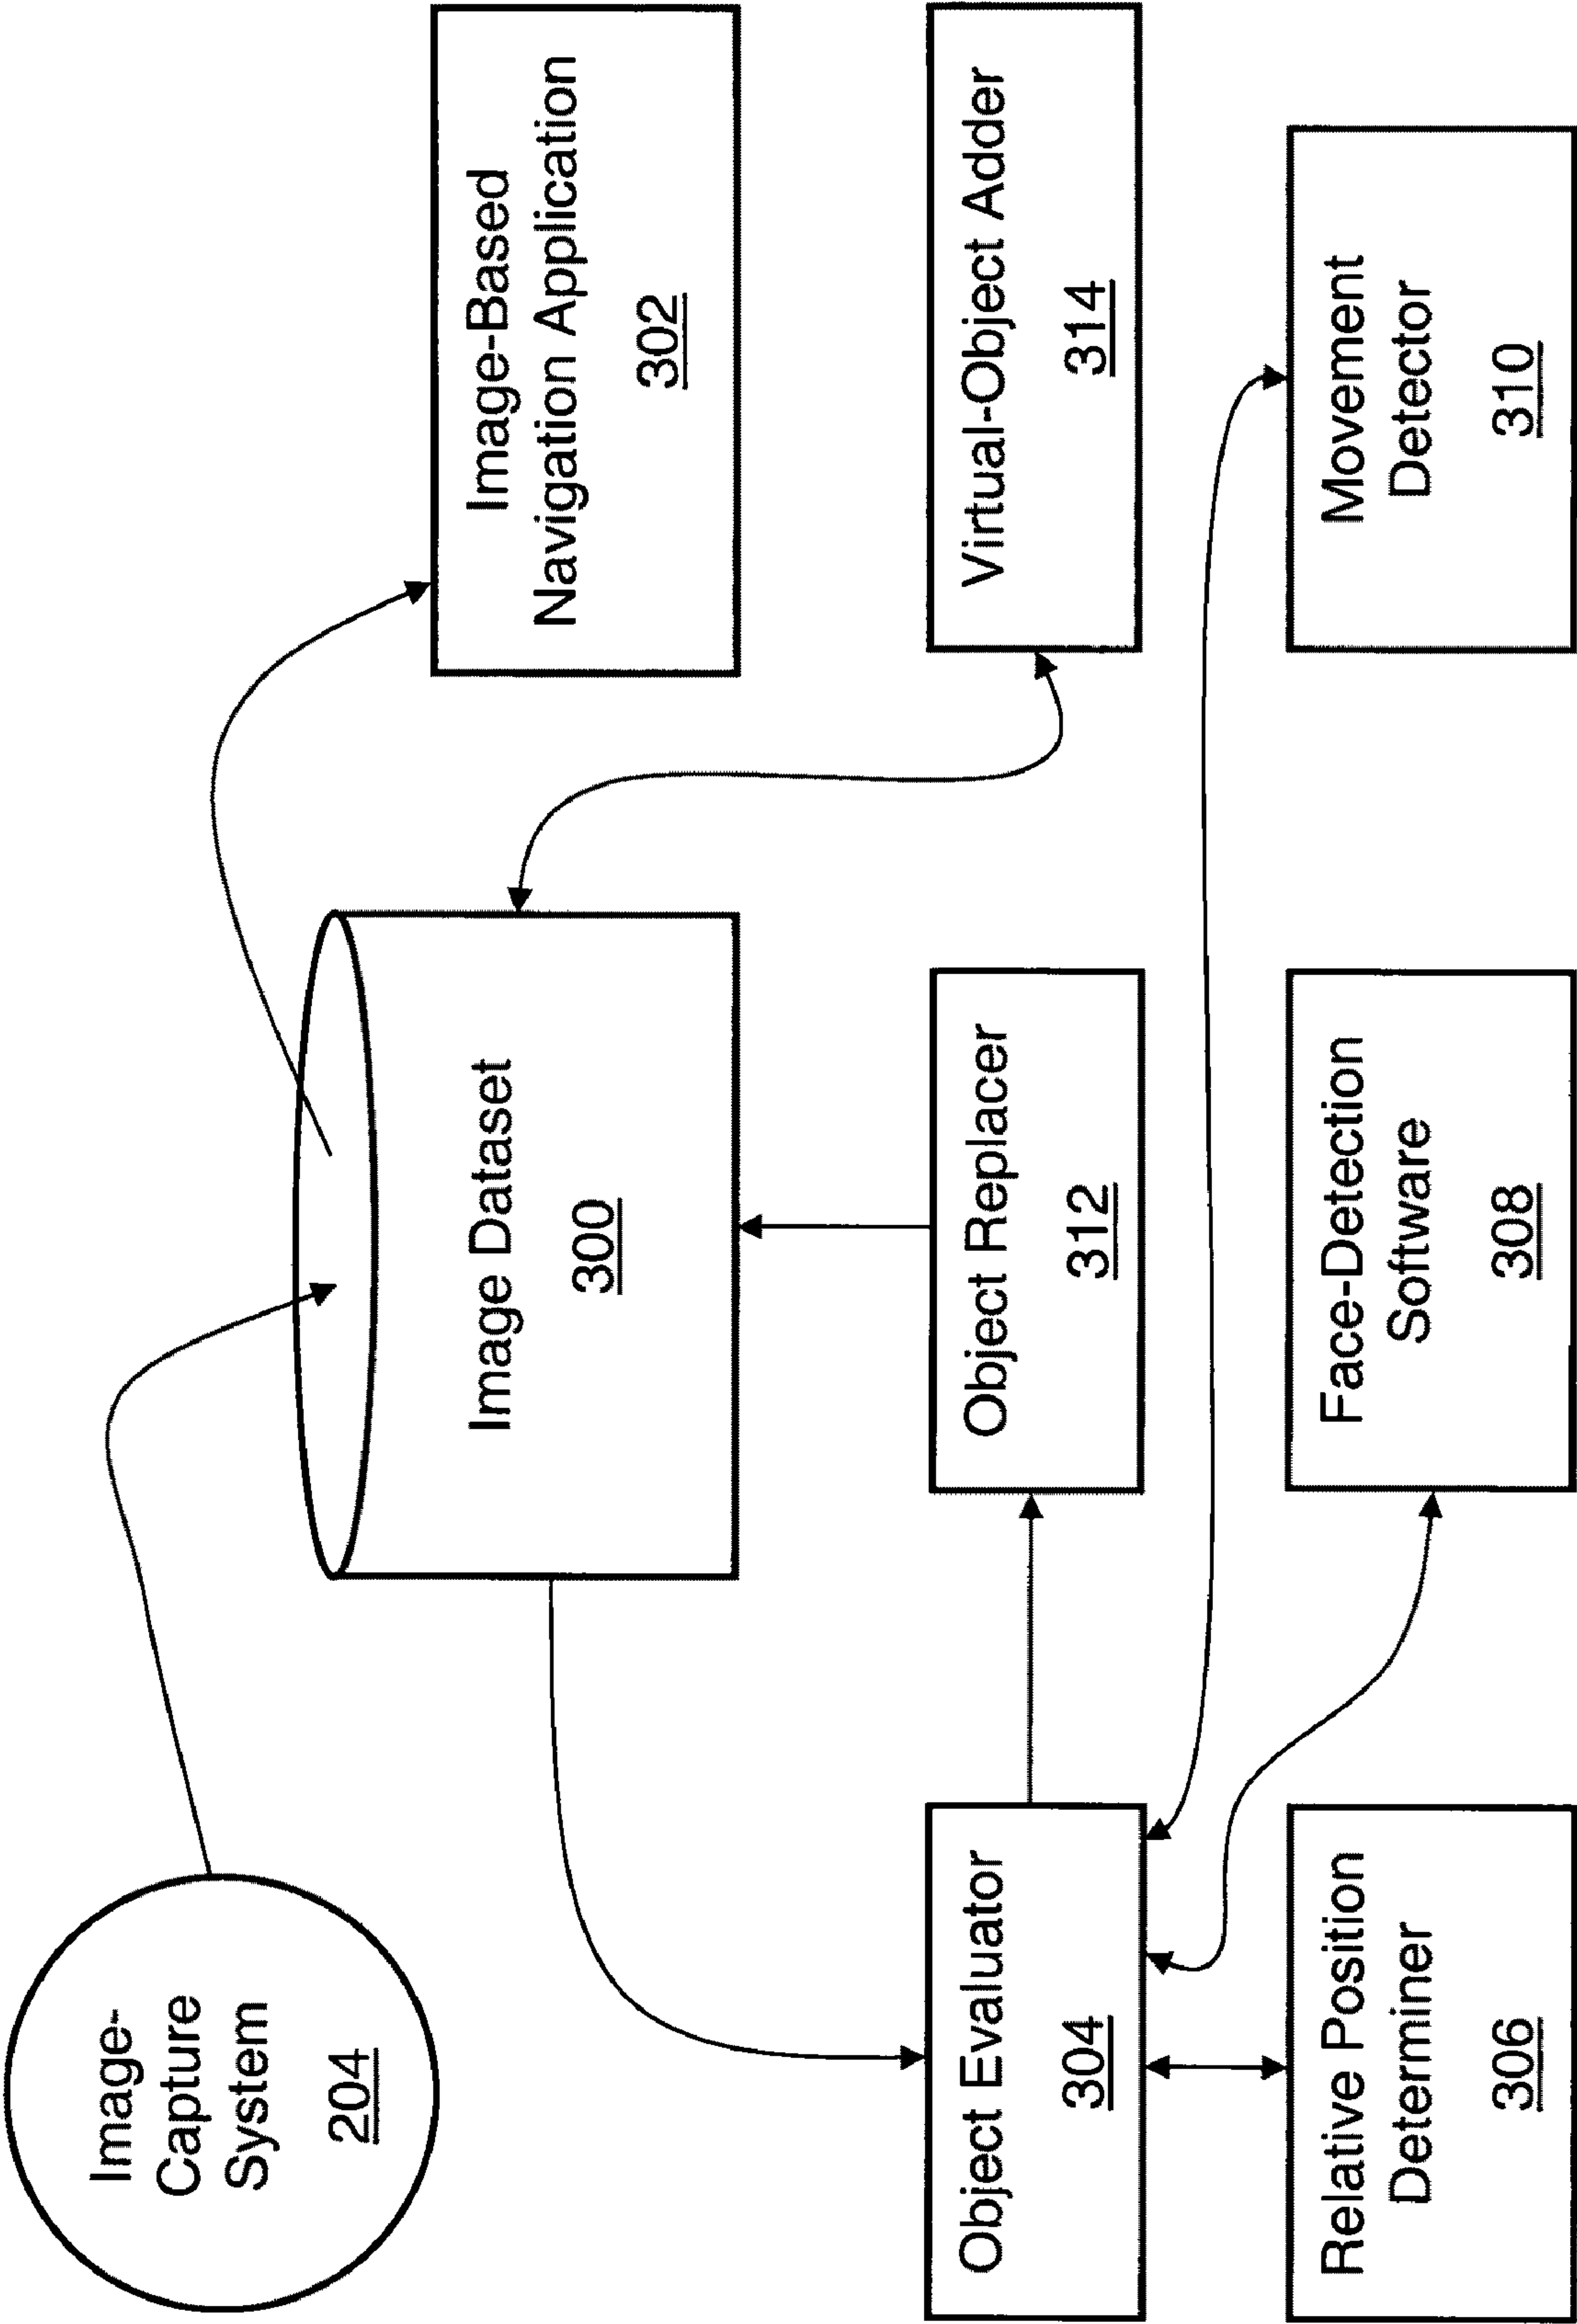 Image-
Capture
System
204
Image Dataset
300
Image-Based
Navigation Application
302
Object Evaluator
304
Object Replacer
312
Virtual-Object Adder
314
Relative Position
Determiner
306
Face-Detection
Software
308
Movement
Detector
310